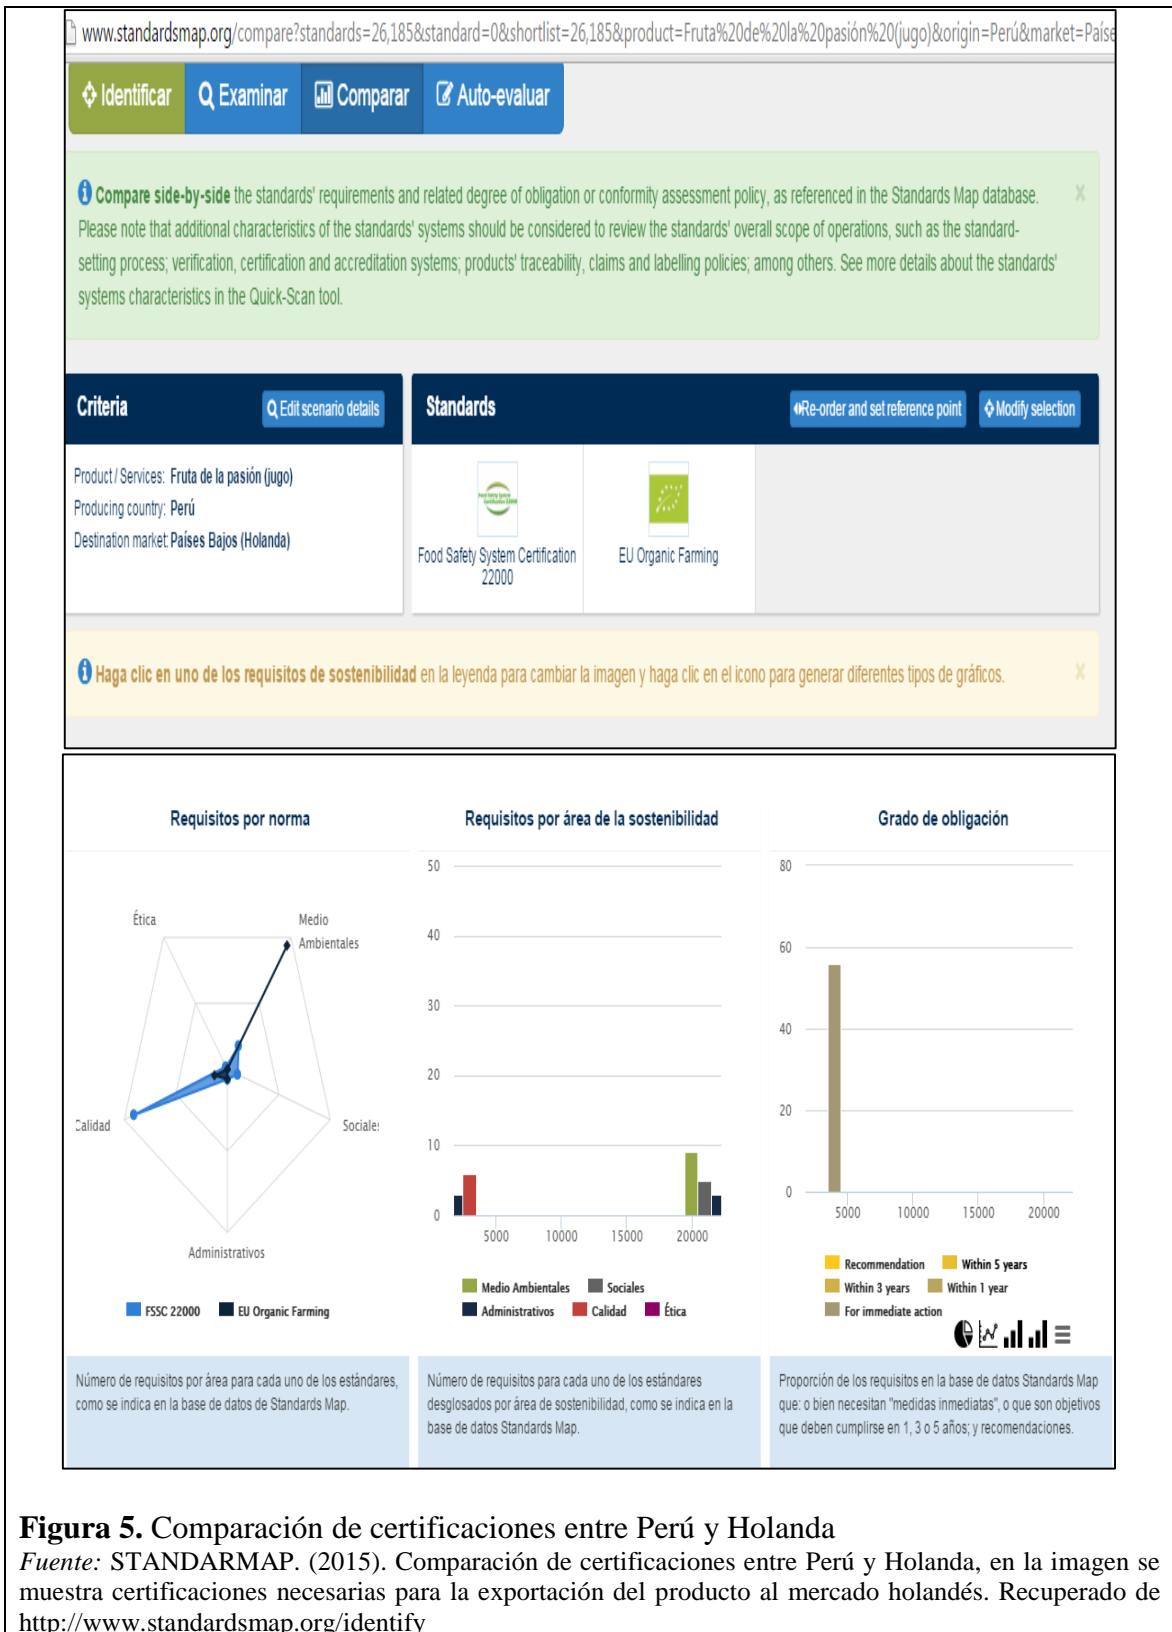 www.standardsmap.org/compare?standards=26,185&standard=0&shortlist=26,185&product=Fruta%20de%20la%20pasión%20(jugo)&origin=Perú&market=Paíse
Identificar
Examinar
Comparar
Auto-evaluar
Compare side-by-side the standards' requirements and related degree of obligation or conformity assessment policy, as referenced in the Standards Map database.
Please note that additional characteristics of the standards' systems should be considered to review the standards' overall scope of operations, such as the standard-
setting process; verification, certification and accreditation systems; products' traceability, claims and labelling policies; among others. See more details about the standards'
systems characteristics in the Quick-Scan tool.
x
Criteria
Edit scenario details
Product / Services: Fruta de la pasión (jugo)
Producing country: Perú
Destination market: Países Bajos (Holanda)
Standards
Re-order and set reference point
Modify selection
Food Safety System
Certification 22000
Food Safety System Certification
22000
EU Organic Farming
Haga clic en uno de los requisitos de sostenibilidad en la leyenda para cambiar la imagen y haga clic en el icono para generar diferentes tipos de gráficos.
x
Requisitos por norma
Ética
Medio
Ambientales
Calidad
Sociales
Administrativos
FSSC 22000
EU Organic Farming
Número de requisitos por área para cada uno de los estándares,
como se indica en la base de datos de Standards Map.
Requisitos por área de la sostenibilidad
50
40
30
20
10
0
5000
10000
15000
20000
Medio Ambientales
Sociales
Administrativos
Calidad
Ética
Número de requisitos para cada uno de los estándares
desglosados por área de sostenibilidad, como se indica en la
base de datos Standards Map.
Grado de obligación
80
60
40
20
0
5000
10000
15000
20000
Recommendation
Within 5 years
Within 3 years
Within 1 year
For immediate action
Proporción de los requisitos en la base de datos Standards Map
que: o bien necesitan "medidas inmediatas", o que son objetivos
que deben cumplirse en 1, 3 o 5 años; y recomendaciones.
Figura 5. Comparación de certificaciones entre Perú y Holanda
Fuente: STANDARMAP. (2015). Comparación de certificaciones entre Perú y Holanda, en la imagen se
muestra certificaciones necesarias para la exportación del producto al mercado holandés. Recuperado de
http://www.standardsmap.org/identify